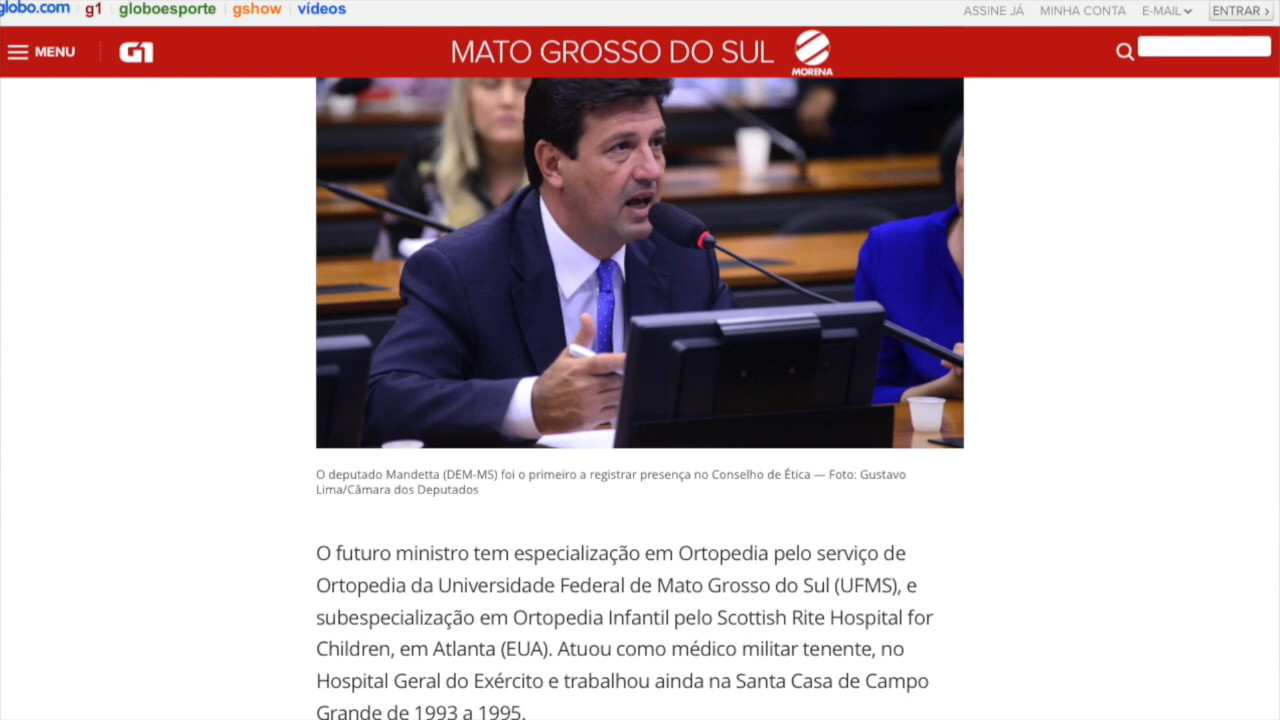 globo.com g1 globoesporte gshow vídeos ASSINE JÁ MINHA CONTA E-MAIL ENTRAR ›
MENU G1 MATO GROSSO DO SUL MORENA
O deputado Mandetta (DEM-MS) foi o primeiro a registrar presença no Conselho de Ética — Foto: Gustavo
Lima/Câmara dos Deputados
O futuro ministro tem especialização em Ortopedia pelo serviço de
Ortopedia da Universidade Federal de Mato Grosso do Sul (UFMS), e
subespecialização em Ortopedia Infantil pelo Scottish Rite Hospital for
Children, em Atlanta (EUA). Atuou como médico militar tenente, no
Hospital Geral do Exército e trabalhou ainda na Santa Casa de Campo
Grande de 1993 a 1995.